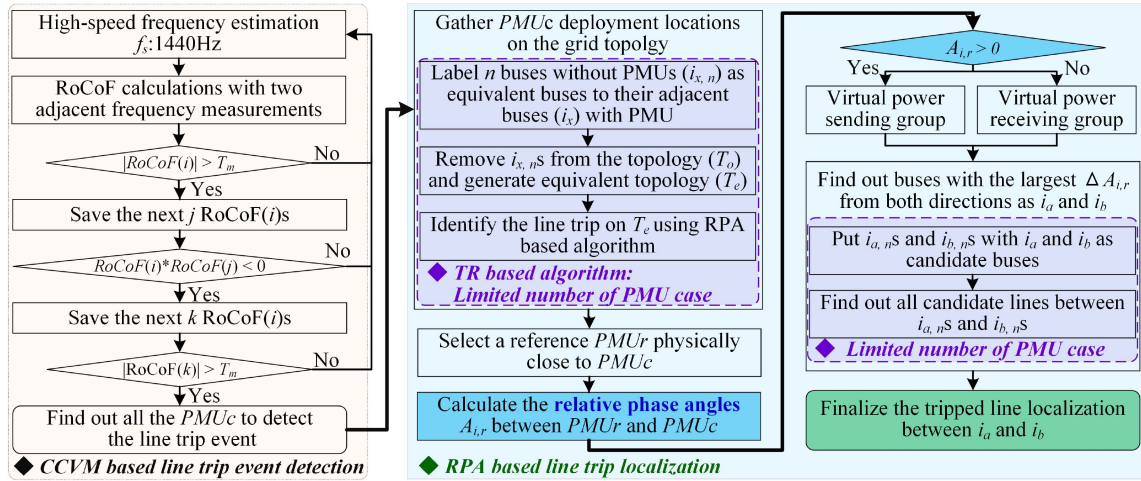 High-speed frequency estimation
fs:1440Hz
RoCoF calculations with two
adjacent frequency measurements
|RoCoF(i)| > Tm
No
Yes
Save the next j RoCoF(i)s
RoCoF(i)*RoCoF(j) < 0
No
Yes
Save the next k RoCoF(i)s
|RoCoF(k)| > Tm
No
Yes
Find out all the PMUc to detect
the line trip event
◆ CCVM based line trip event detection
Gather PMUc deployment locations
on the grid topolgy
Label n buses without PMUs (ix, n) as
equivalent buses to their adjacent
buses (ix) with PMU
Remove ix, ns from the topology (To)
and generate equivalent topology (Te)
Identify the line trip on Te using RPA
based algorithm
◆ TR based algorithm:
Limited number of PMU case
Select a reference PMUr physically
close to PMUc
Calculate the relative phase angles
Ai,r between PMUr and PMUc
◆ RPA based line trip localization
Ai,r > 0
Yes
No
Virtual power
sending group
Virtual power
receiving group
Find out buses with the largest Δ Ai,r
from both directions as ia and ib
Put ia, ns and ib, ns with ia and ib as
candidate buses
Find out all candidate lines between
ia, ns and ib, ns
◆ Limited number of PMU case
Finalize the tripped line localization
between ia and ib